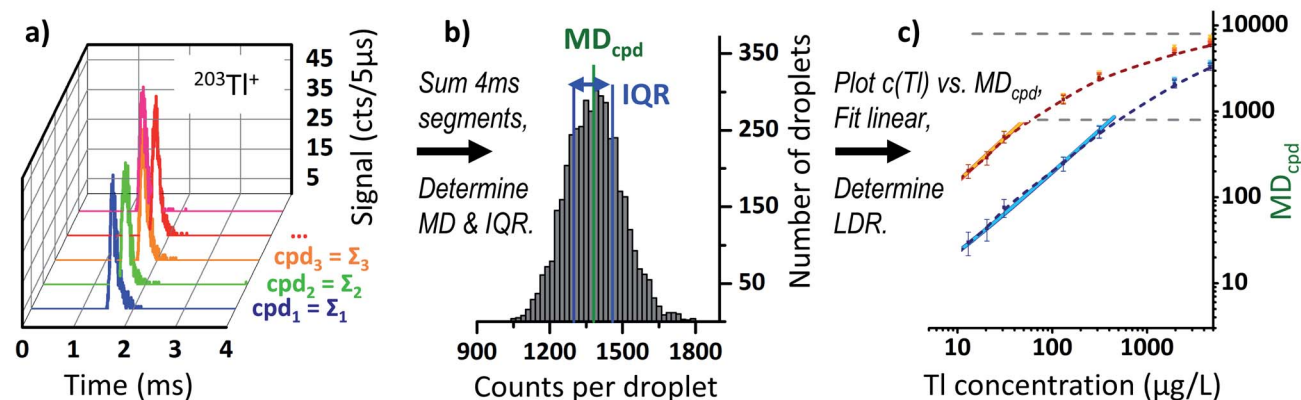 a)
²⁰³Tl⁺
45
35
25
15
5
Signal (cts/5µs)
...
cpd₃ = Σ₃
cpd₂ = Σ₂
cpd₁ = Σ₁
0 1 2 3 4
Time (ms)
Sum 4ms
segments,
Determine
MD & IQR.
b)
MDcpd
IQR
350
250
150
50
Number of droplets
900 1200 1500 1800
Counts per droplet
Plot c(Tl) vs. MDcpd,
Fit linear,
Determine
LDR.
c)
10000
1000
100
10
MDcpd
10 100 1000
Tl concentration (µg/L)